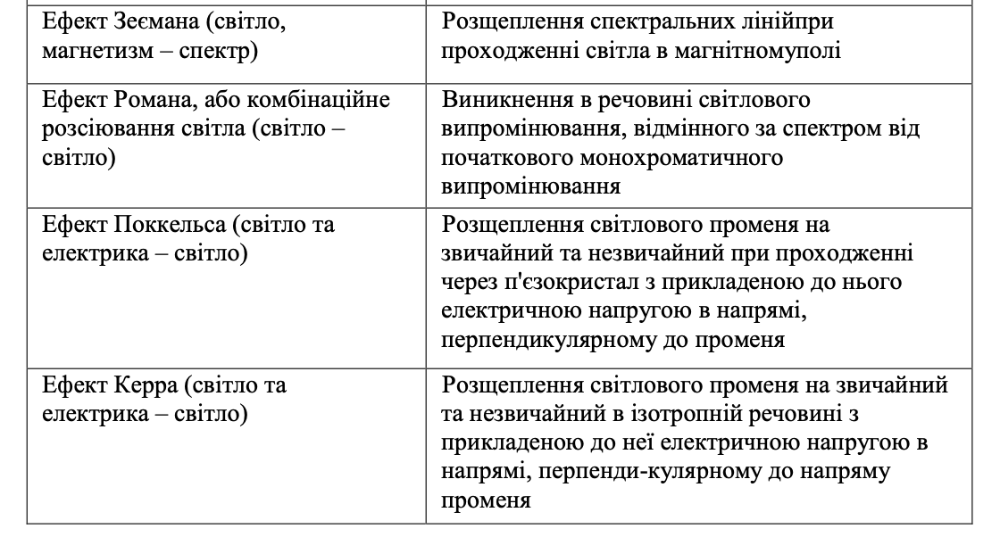 Ефект Зеємана (світло,
магнетизм – спектр)
Розщеплення спектральних лінійпри
проходженні світла в магнітномуполі
Ефект Романа, або комбінаційне
розсіювання світла (світло –
світло)
Виникнення в речовині світлового
випромінювання, відмінного за спектром від
початкового монохроматичного
випромінювання
Ефект Поккельса (світло та
електрика – світло)
Розщеплення світлового променя на
звичайний та незвичайний при проходженні
через п'єзокристал з прикладеною до нього
електричною напругою в напрямі,
перпендикулярному до променя
Ефект Керра (світло та
електрика – світло)
Розщеплення світлового променя на звичайний
та незвичайний в ізотропній речовині з
прикладеною до неї електричною напругою в
напрямі, перпенди-кулярному до напряму
променя